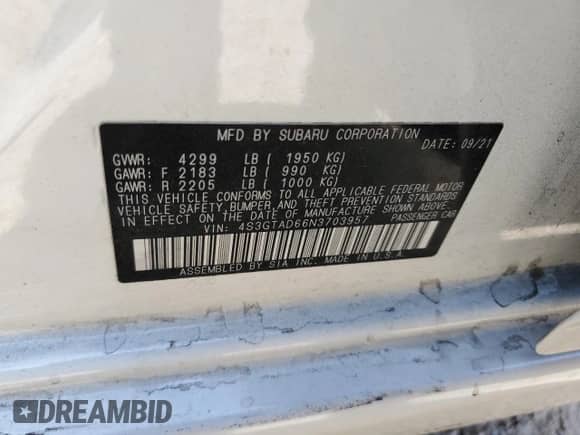 MFD BY SUBARU CORPORATION
DATE: 09/21
GVWR: 4299 LB ( 1950 KG)
GAWR: F 2183 LB ( 990 KG)
GAWR: R 2205 LB ( 1000 KG)
THIS VEHICLE CONFORMS TO ALL APPLICABLE FEDERAL MOTOR
VEHICLE SAFETY, BUMPER, AND THEFT PREVENTION STANDARDS
IN EFFECT ON THE DATE OF MANUFACTURE SHOWN ABOVE.
VIN: 4S3GTAD66N3703957 PASSENGER CAR
ASSEMBLED BY SIA INC. MADE IN U.S.A.
DREAMBID